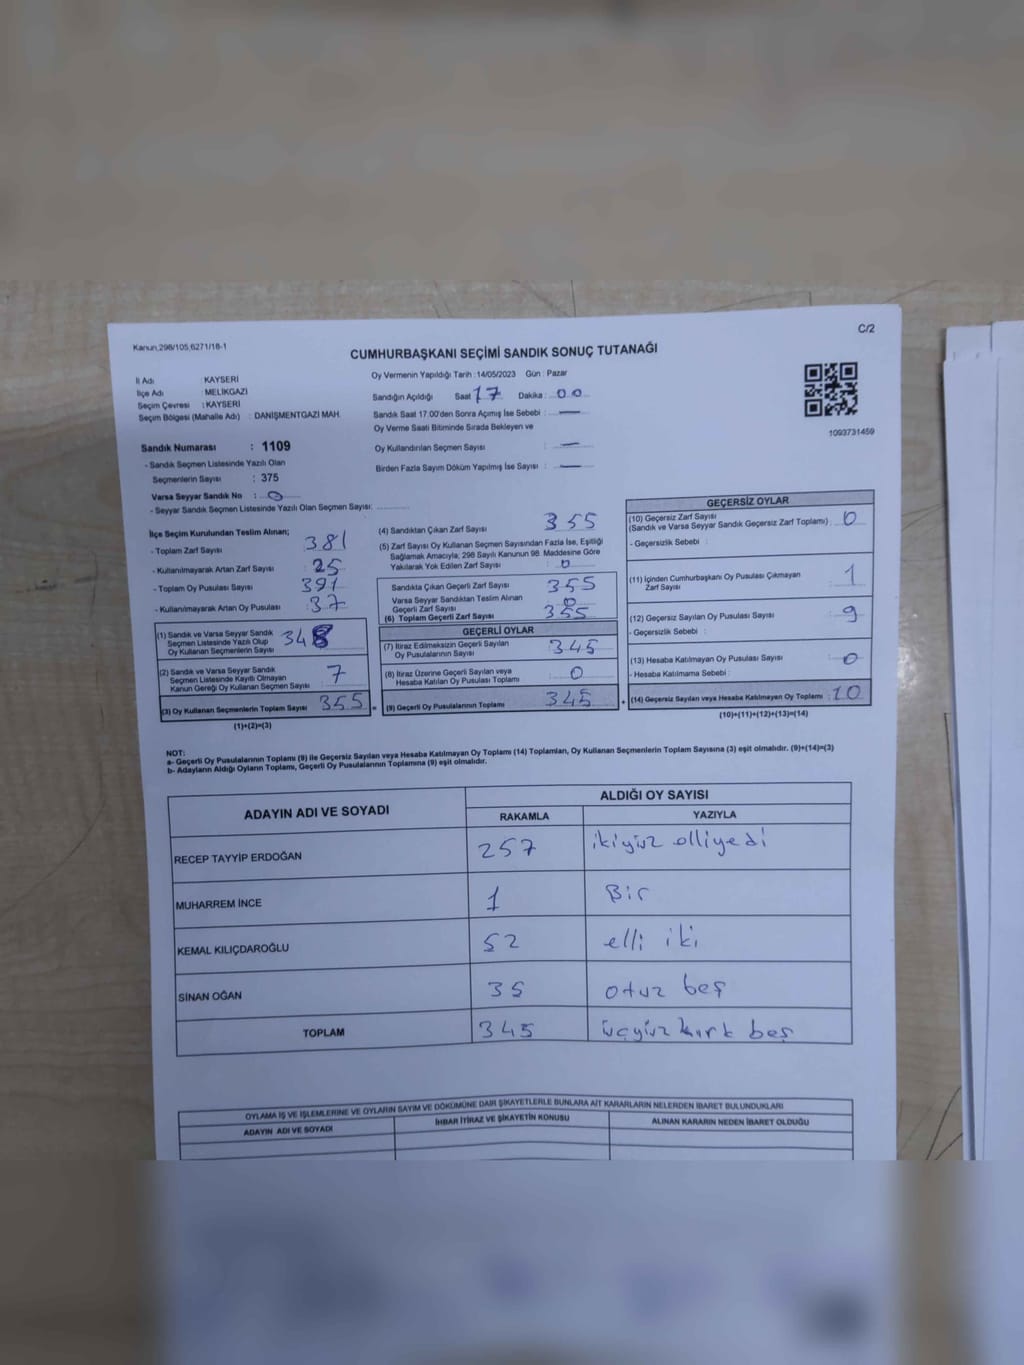 C/2
Kanun,298/105,6271/18-1
CUMHURBAŞKANI SEÇİMİ SANDIK SONUÇ TUTANAĞI
İl Adı : KAYSERİ
İlçe Adı : MELİKGAZİ
Seçim Çevresi : KAYSERİ
Seçim Bölgesi (Mahalle Adı) : DANIŞMENTGAZİ MAH.
Oy Vermenin Yapıldığı Tarih : 14/05/2023 Gün : Pazar
Sandığın Açıldığı Saat 17 Dakika : 00
Sandık Saat 17:00'den Sonra Açımış İse Sebebi : —
Oy Verme Saati Bitiminde Sırada Bekleyen ve
Oy Kullandırılan Seçmen Sayısı : —
Birden Fazla Sayım Döküm Yapılmış İse Sayısı : —
1093731459
Sandık Numarası : 1109
- Sandık Seçmen Listesinde Yazılı Olan
Seçmenlerin Sayısı : 375
Varsa Seyyar Sandık No : 0
- Seyyar Sandık Seçmen Listesinde Yazılı Olan Seçmen Sayısı:
İlçe Seçim Kurulundan Teslim Alınan;
- Toplam Zarf Sayısı 381
- Kullanılmayarak Artan Zarf Sayısı 25
- Toplam Oy Pusulası Sayısı 391
- Kullanılmayarak Artan Oy Pusulası 37
(1) Sandık ve Varsa Seyyar Sandık
Seçmen Listesinde Yazılı Olup
Oy Kullanan Seçmenlerin Sayısı 348
(2) Sandık ve Varsa Seyyar Sandık
Seçmen Listesinde Kayıtlı Olmayan
Kanun Gereği Oy Kullanan Seçmen Sayısı 7
(3) Oy Kullanan Seçmenlerin Toplam Sayısı 355 =
(1)+(2)=(3)
(4) Sandıktan Çıkan Zarf Sayısı 355
(5) Zarf Sayısı Oy Kullanan Seçmen Sayısından Fazla İse, Eşitliği
Sağlamak Amacıyla, 298 Sayılı Kanunun 98. Maddesine Göre
Yakılarak Yok Edilen Zarf Sayısı : 0
Sandıkta Çıkan Geçerli Zarf Sayısı 355
Varsa Seyyar Sandıktan Teslim Alınan
Geçerli Zarf Sayısı 0
(6) Toplam Geçerli Zarf Sayısı 355
GEÇERLİ OYLAR
(7) İtiraz Edilmeksizin Geçerli Sayılan
Oy Pusulalarının Sayısı 345
(8) İtiraz Üzerine Geçerli Sayılan veya
Hesaba Katılan Oy Pusulası Toplamı 0
(9) Geçerli Oy Pusulalarının Toplamı 345 +
GEÇERSİZ OYLAR
(10) Geçersiz Zarf Sayısı
(Sandık ve Varsa Seyyar Sandık Geçersiz Zarf Toplamı) 0
- Geçersizlik Sebebi :
(11) İçinden Cumhurbaşkanı Oy Pusulası Çıkmayan
Zarf Sayısı 1
(12) Geçersiz Sayılan Oy Pusulası Sayısı 9
- Geçersizlik Sebebi :
(13) Hesaba Katılmayan Oy Pusulası Sayısı 0
- Hesaba Katılmama Sebebi :
(14) Geçersiz Sayılan veya Hesaba Katılmayan Oy Toplamı 10
(10)+(11)+(12)+(13)=(14)
NOT:
a- Geçerli Oy Pusulalarının Toplamı (9) ile Geçersiz Sayılan veya Hesaba Katılmayan Oy Toplamı (14) Toplamları, Oy Kullanan Seçmenlerin Toplam Sayısına (3) eşit olmalıdır. (9)+(14)=(3)
b- Adayların Aldığı Oyların Toplamı, Geçerli Oy Pusulalarının Toplamına (9) eşit olmalıdır.
ADAYIN ADI VE SOYADI
ALDIĞI OY SAYISI
RAKAMLA YAZIYLA
RECEP TAYYİP ERDOĞAN 257 ikiyüz elliyedi
MUHARREM İNCE 1 Bir
KEMAL KILIÇDAROĞLU 52 elli iki
SİNAN OĞAN 35 otuz beş
TOPLAM 345 üçyüz kırk beş
OYLAMA İŞ VE İŞLEMLERİNE VE OYLARIN SAYIM VE DÖKÜMÜNE DAİR ŞİKAYETLERLE BUNLARA AİT KARARLARIN NELERDEN İBARET BULUNDUKLARI
ADAYIN ADI VE SOYADI İHBAR İTİRAZ VE ŞİKAYETİN KONUSU ALINAN KARARIN NEDEN İBARET OLDUĞU